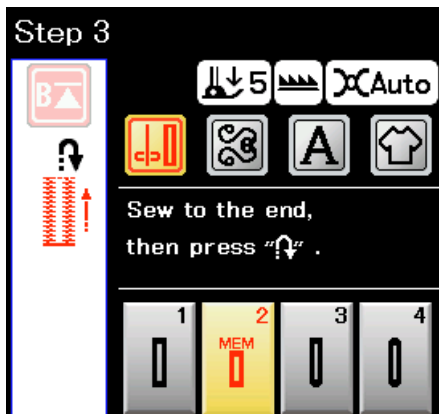 Step 3
B
5
Auto
A
Sew to the end,
then press “ ” .
1
2
3
4
MEM